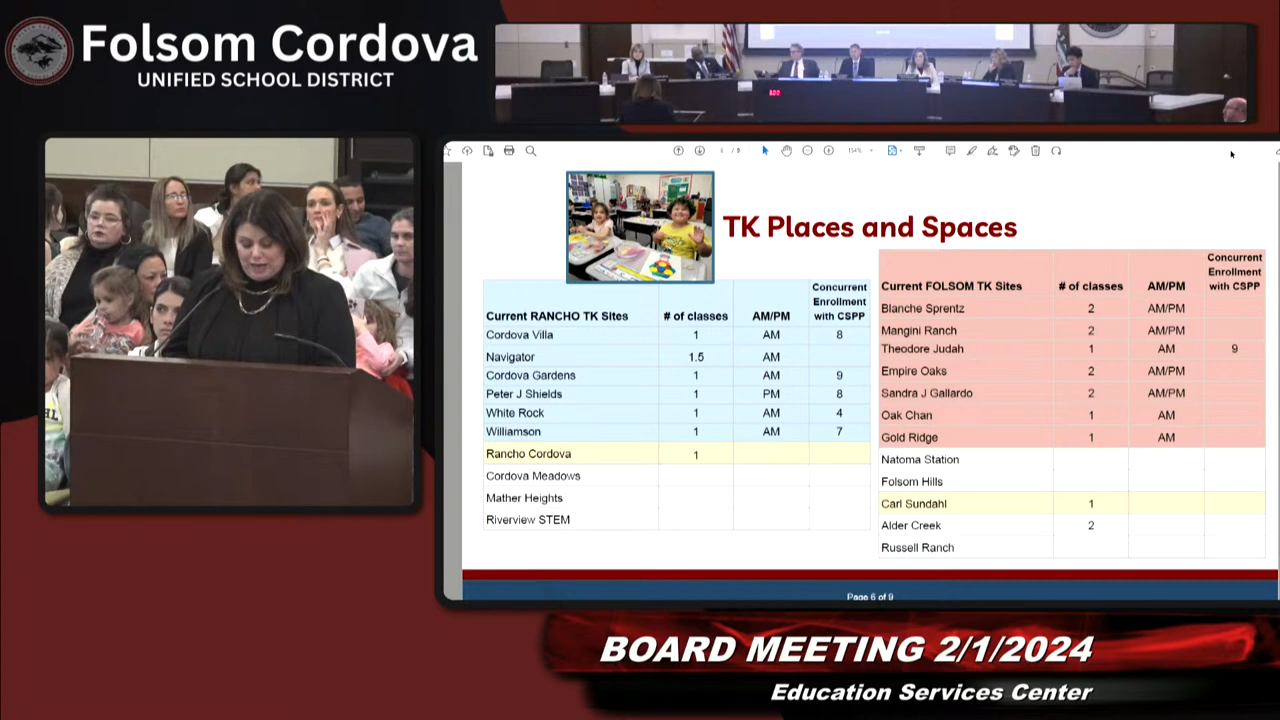 Folsom Cordova
UNIFIED SCHOOL DISTRICT
TK Places and Spaces
Current RANCHO TK Sites # of classes AM/PM Concurrent Enrollment with CSPP
Cordova Villa 1 AM 8
Navigator 1.5 AM
Cordova Gardens 1 AM 9
Peter J Shields 1 PM 8
White Rock 1 AM 4
Williamson 1 AM 7
Rancho Cordova 1
Cordova Meadows
Mather Heights
Riverview STEM
Current FOLSOM TK Sites # of classes AM/PM Concurrent Enrollment with CSPP
Blanche Sprentz 2 AM/PM
Mangini Ranch 2 AM/PM
Theodore Judah 1 AM 9
Empire Oaks 2 AM/PM
Sandra J Gallardo 2 AM/PM
Oak Chan 1 AM
Gold Ridge 1 AM
Natoma Station
Folsom Hills
Carl Sundahl 1
Alder Creek 2
Russell Ranch
Page 6 of 9
BOARD MEETING 2/1/2024
Education Services Center